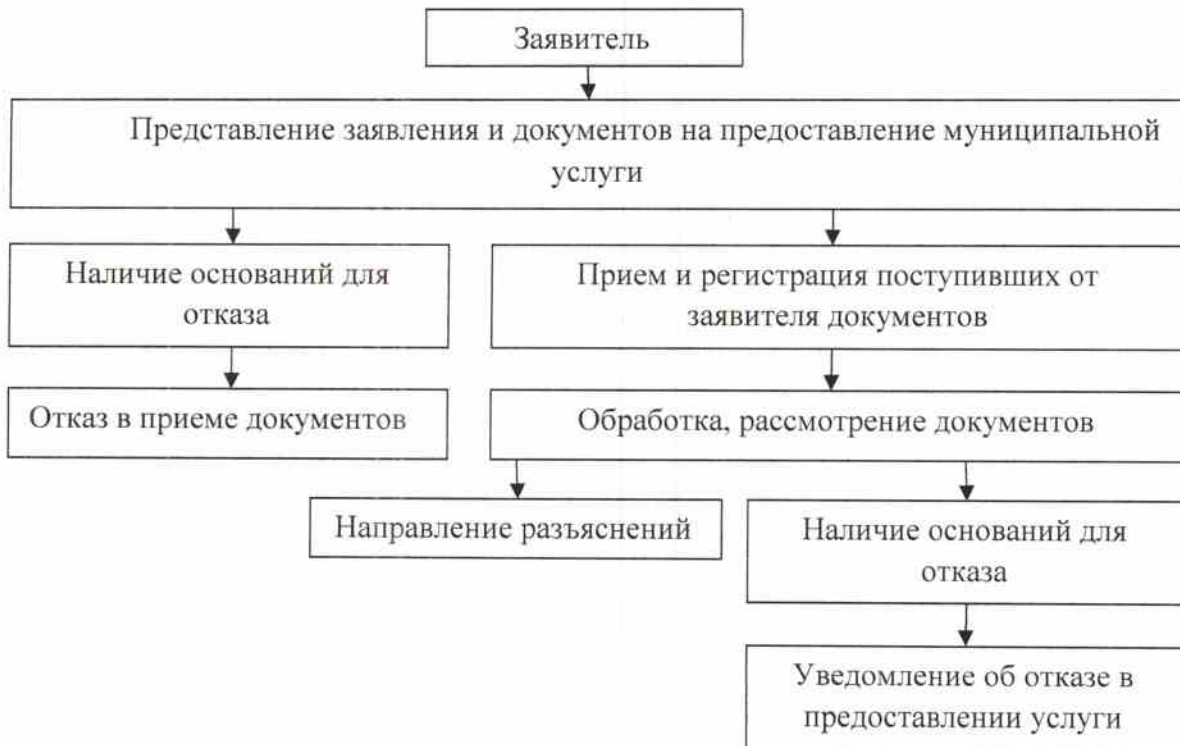 Заявитель
Представление заявления и документов на предоставление муниципальной
услуги
Наличие оснований для
отказа
Прием и регистрация поступивших от
заявителя документов
Отказ в приеме документов
Обработка, рассмотрение документов
Направление разъяснений
Наличие оснований для
отказа
Уведомление об отказе в
предоставлении услуги